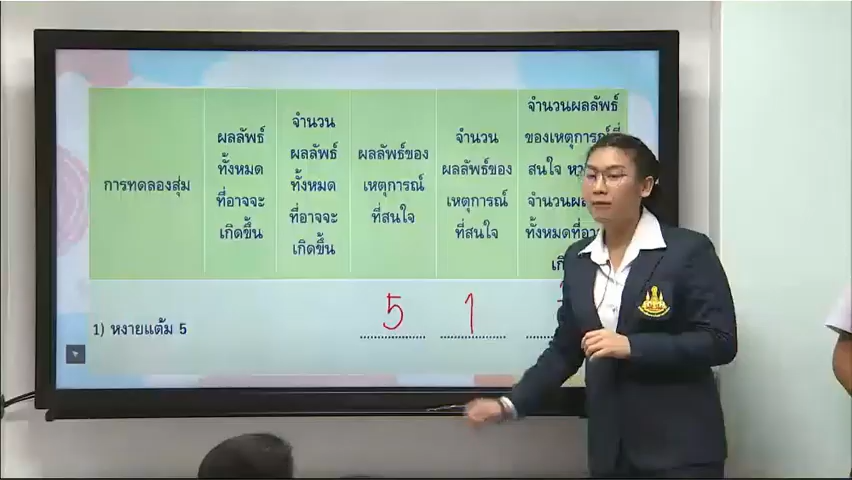 การทดลองสุ่ม
ผลลัพธ์
ทั้งหมด
ที่อาจจะ
เกิดขึ้น
จำนวน
ผลลัพธ์
ทั้งหมด
ที่อาจจะ
เกิดขึ้น
ผลลัพธ์ของ
เหตุการณ์
ที่สนใจ
จำนวน
ผลลัพธ์ของ
เหตุการณ์
ที่สนใจ
จำนวนผลลัพธ์
ของเหตุการณ์ที่
สนใจ
จำนวน
ทั้งหมดที่
1) หงายแต้ม 5
5
1